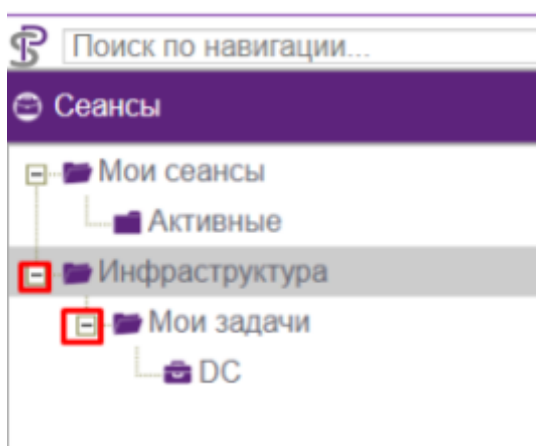 Поиск по навигации...
Сеансы
Мои сеансы
Активные
Инфраструктура
Мои задачи
DC